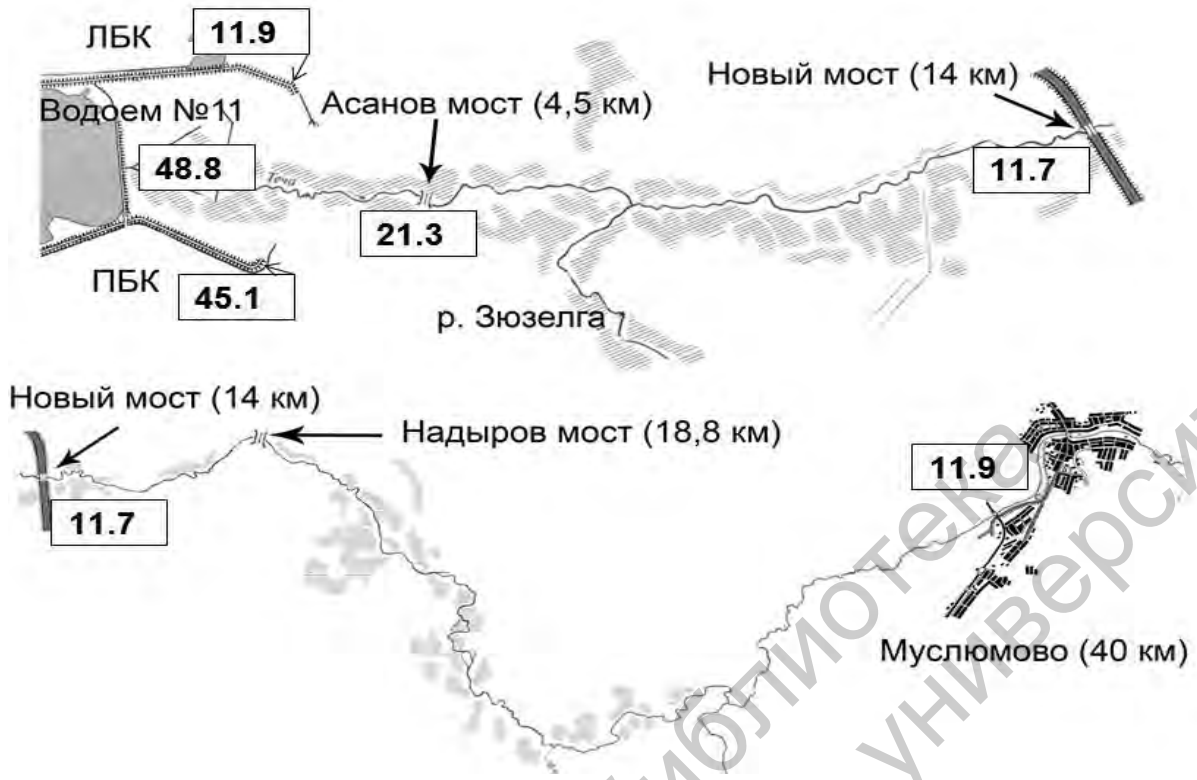 ЛБК
11.9
Водоем №11
Асанов мост (4,5 км)
Новый мост (14 км)
48.8
Теча
21.3
11.7
ПБК
45.1
р. Зюзелга
Новый мост (14 км)
Надыров мост (18,8 км)
11.7
11.9
Муслюмово (40 км)
библиотека